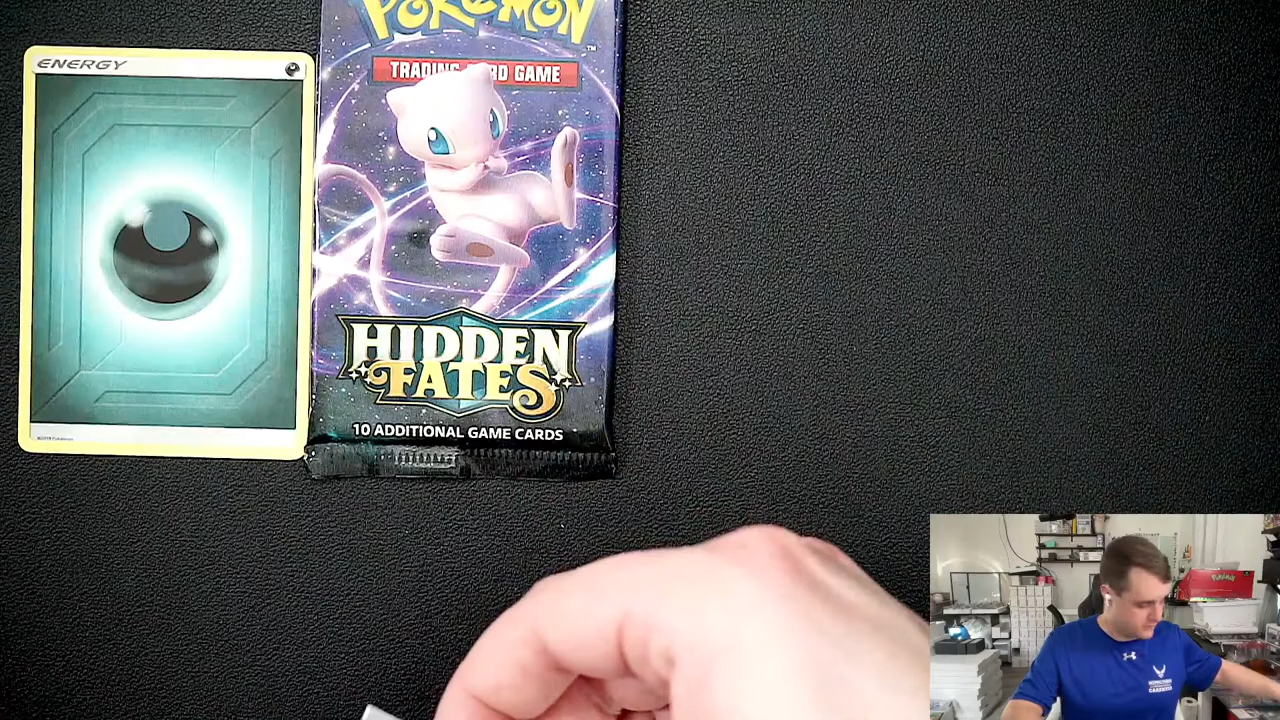 ENERGY
POKéMON
TRADING CARD GAME
HIDDEN
FATES
10 ADDITIONAL GAME CARDS